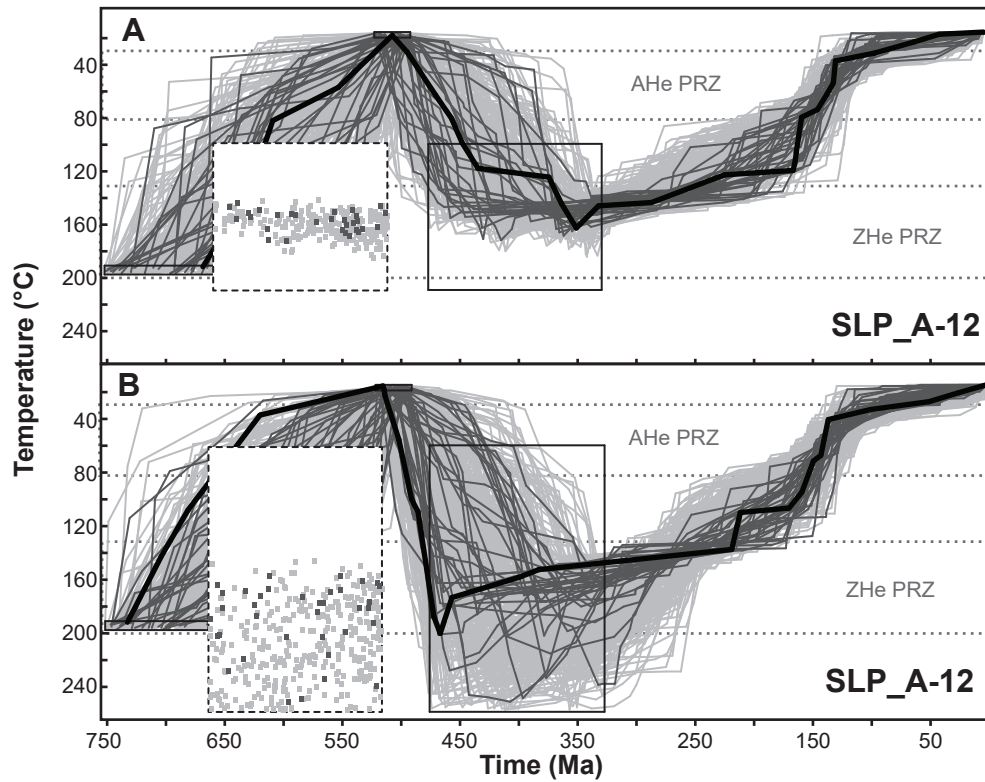 A
40
80
120
160
200
240
AHe PRZ
ZHe PRZ
SLP_A-12
Temperature (°C)
B
40
80
120
160
200
240
AHe PRZ
ZHe PRZ
SLP_A-12
750 650 550 450 350 250 150 50
Time (Ma)